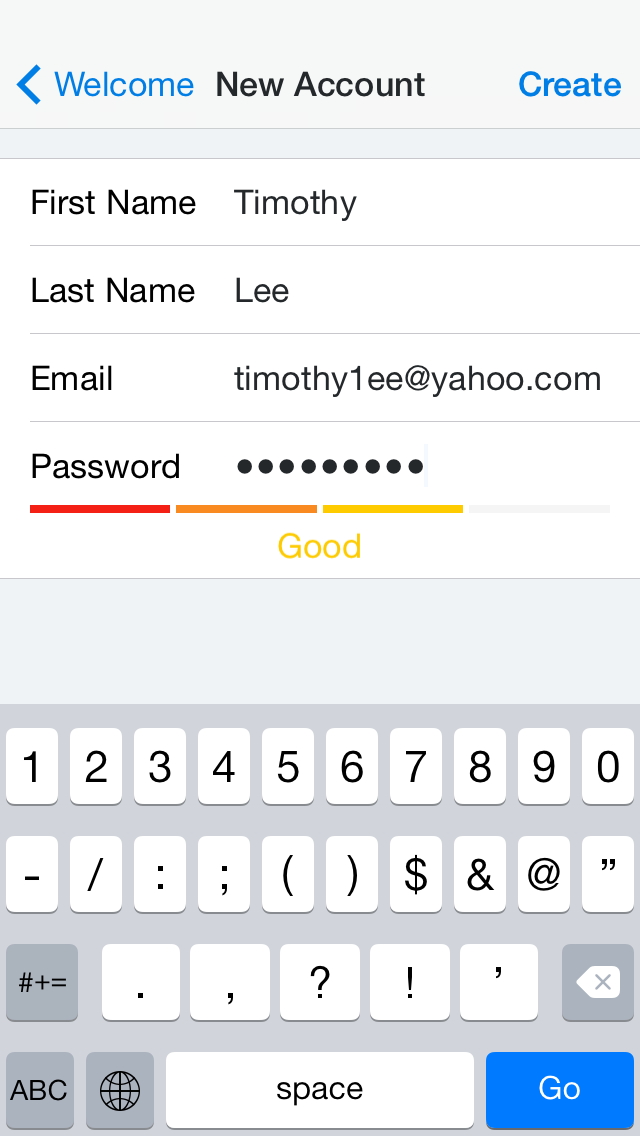 Welcome New Account Create
First Name Timothy
Last Name Lee
Email timothy1ee@yahoo.com
Password •••••••••
Good
1 2 3 4 5 6 7 8 9 0
- / : ; ( ) $ & @ ”
#+= . , ? ! ’
ABC space Go